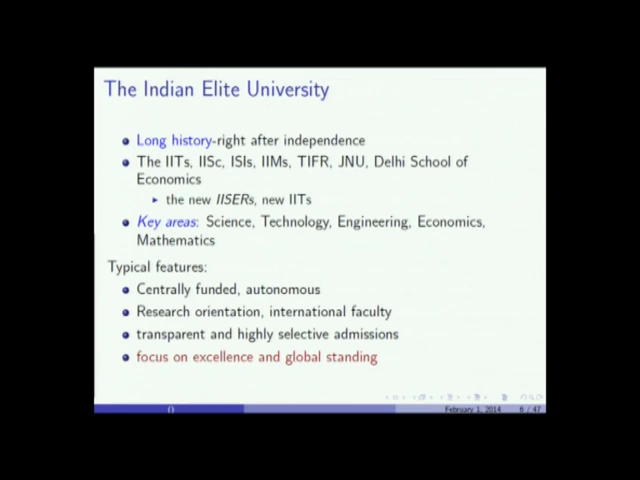 The Indian Elite University
Long history-right after independence
The IITs, IISc, ISIs, IIMs, TIFR, JNU, Delhi School of
Economics
the new IISERs, new IITs
Key areas: Science, Technology, Engineering, Economics,
Mathematics
Typical features:
Centrally funded, autonomous
Research orientation, international faculty
transparent and highly selective admissions
focus on excellence and global standing
() February 1, 2014 6 / 47